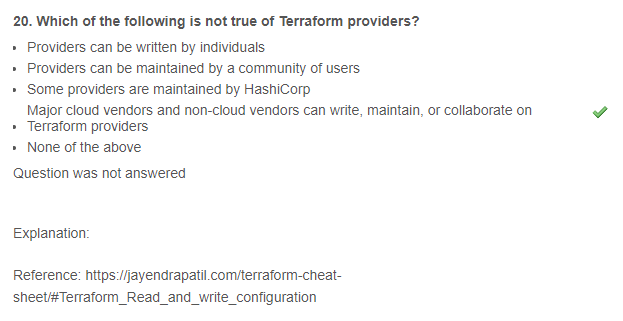 20. Which of the following is not true of Terraform providers?
• Providers can be written by individuals
• Providers can be maintained by a community of users
• Some providers are maintained by HashiCorp
Major cloud vendors and non-cloud vendors can write, maintain, or collaborate on
• Terraform providers
• None of the above
Question was not answered
Explanation:
Reference: https://jayendrapatil.com/terraform-cheat-
sheet/#Terraform_Read_and_write_configuration